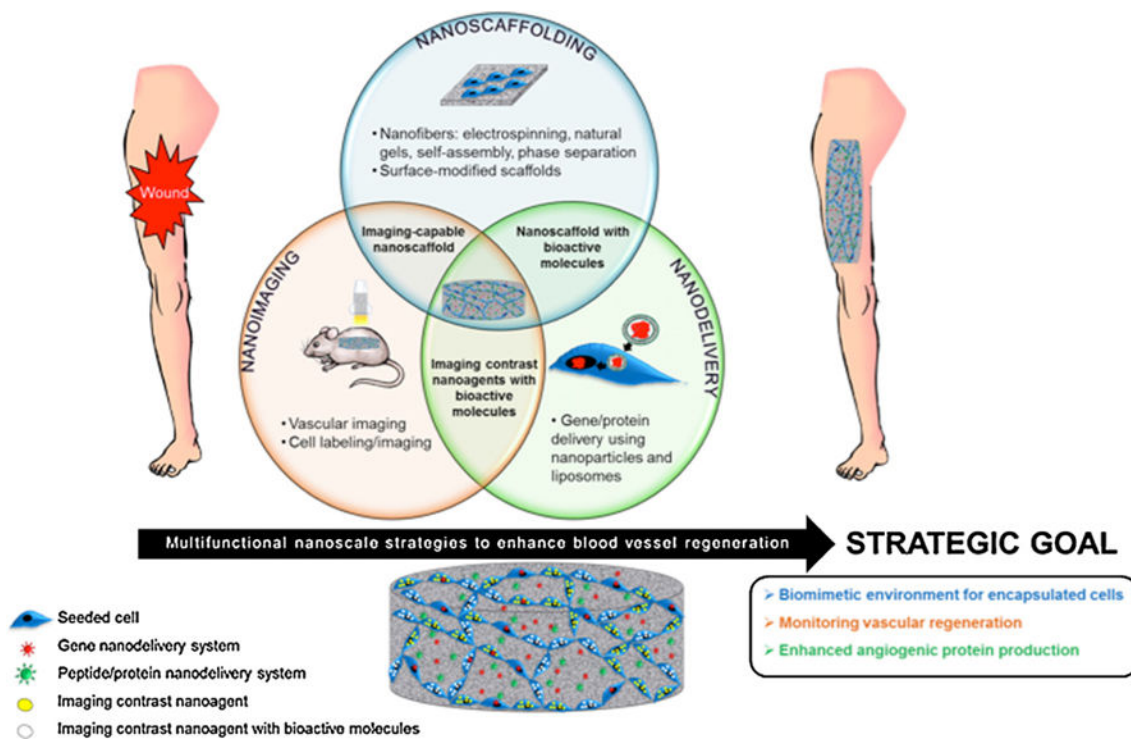 NANOSCAFFOLDING
• Nanofibers: electrospinning, natural
gels, self-assembly, phase separation
• Surface-modified scaffolds
Wound
Imaging-capable
nanoscaffold
Nanoscaffold with
bioactive
molecules
NANOIMAGING
NANODELIVERY
Imaging contrast
nanoagents with
bioactive
molecules
• Vascular imaging
• Cell labeling/imaging
• Gene/protein
delivery using
nanoparticles and
liposomes
Multifunctional nanoscale strategies to enhance blood vessel regeneration
STRATEGIC GOAL
➢ Biomimetic environment for encapsulated cells
➢ Monitoring vascular regeneration
➢ Enhanced angiogenic protein production
Seeded cell
Gene nanodelivery system
Peptide/protein nanodelivery system
Imaging contrast nanoagent
Imaging contrast nanoagent with bioactive molecules